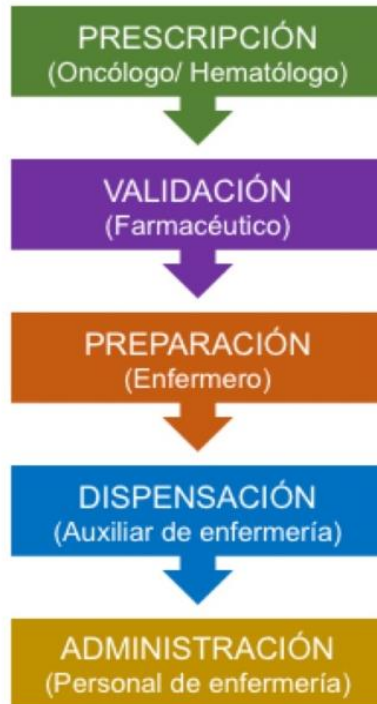 PRESCRIPCIÓN
(Oncólogo/ Hematólogo)
VALIDACIÓN
(Farmacéutico)
PREPARACIÓN
(Enfermero)
DISPENSACIÓN
(Auxiliar de enfermería)
ADMINISTRACIÓN
(Personal de enfermería)